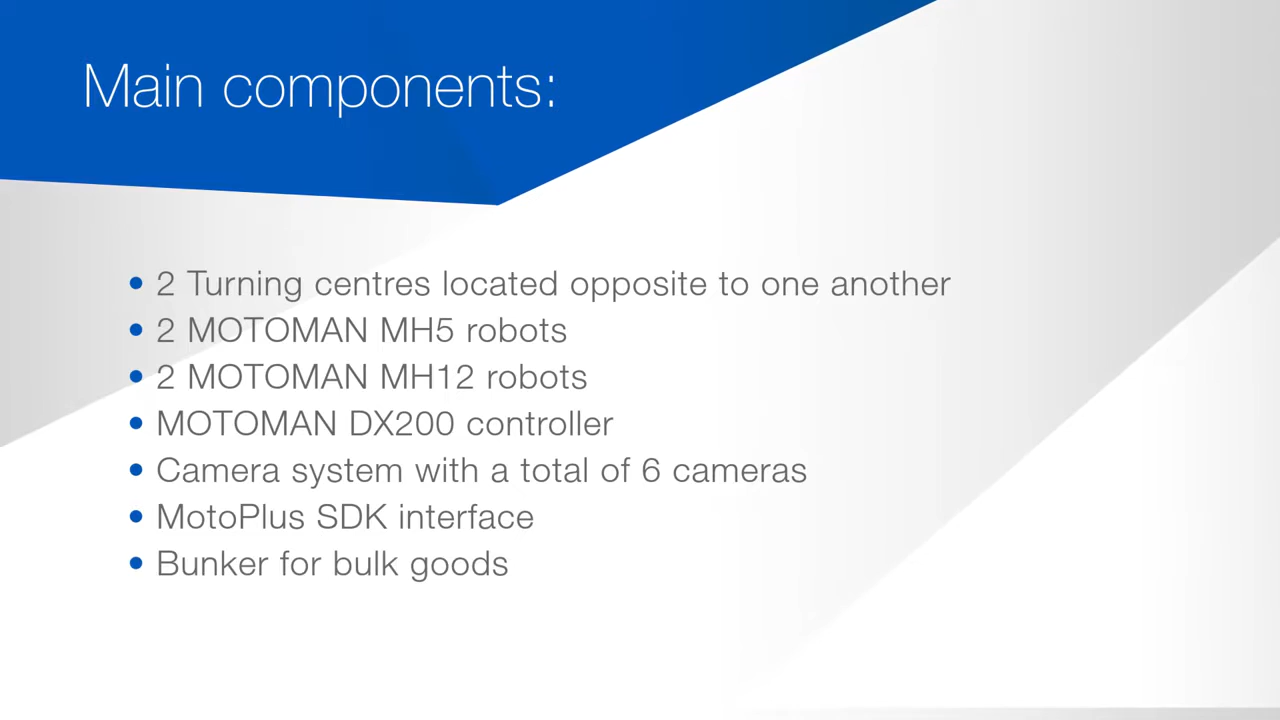 Main components:
• 2 Turning centres located opposite to one another
• 2 MOTOMAN MH5 robots
• 2 MOTOMAN MH12 robots
• MOTOMAN DX200 controller
• Camera system with a total of 6 cameras
• MotoPlus SDK interface
• Bunker for bulk goods